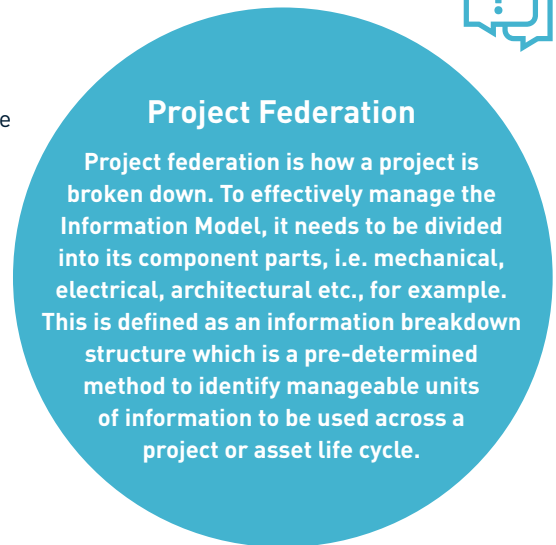 e
Project Federation
Project federation is how a project is
broken down. To effectively manage the
Information Model, it needs to be divided
into its component parts, i.e. mechanical,
electrical, architectural etc., for example.
This is defined as an information breakdown
structure which is a pre-determined
method to identify manageable units
of information to be used across a
project or asset life cycle.